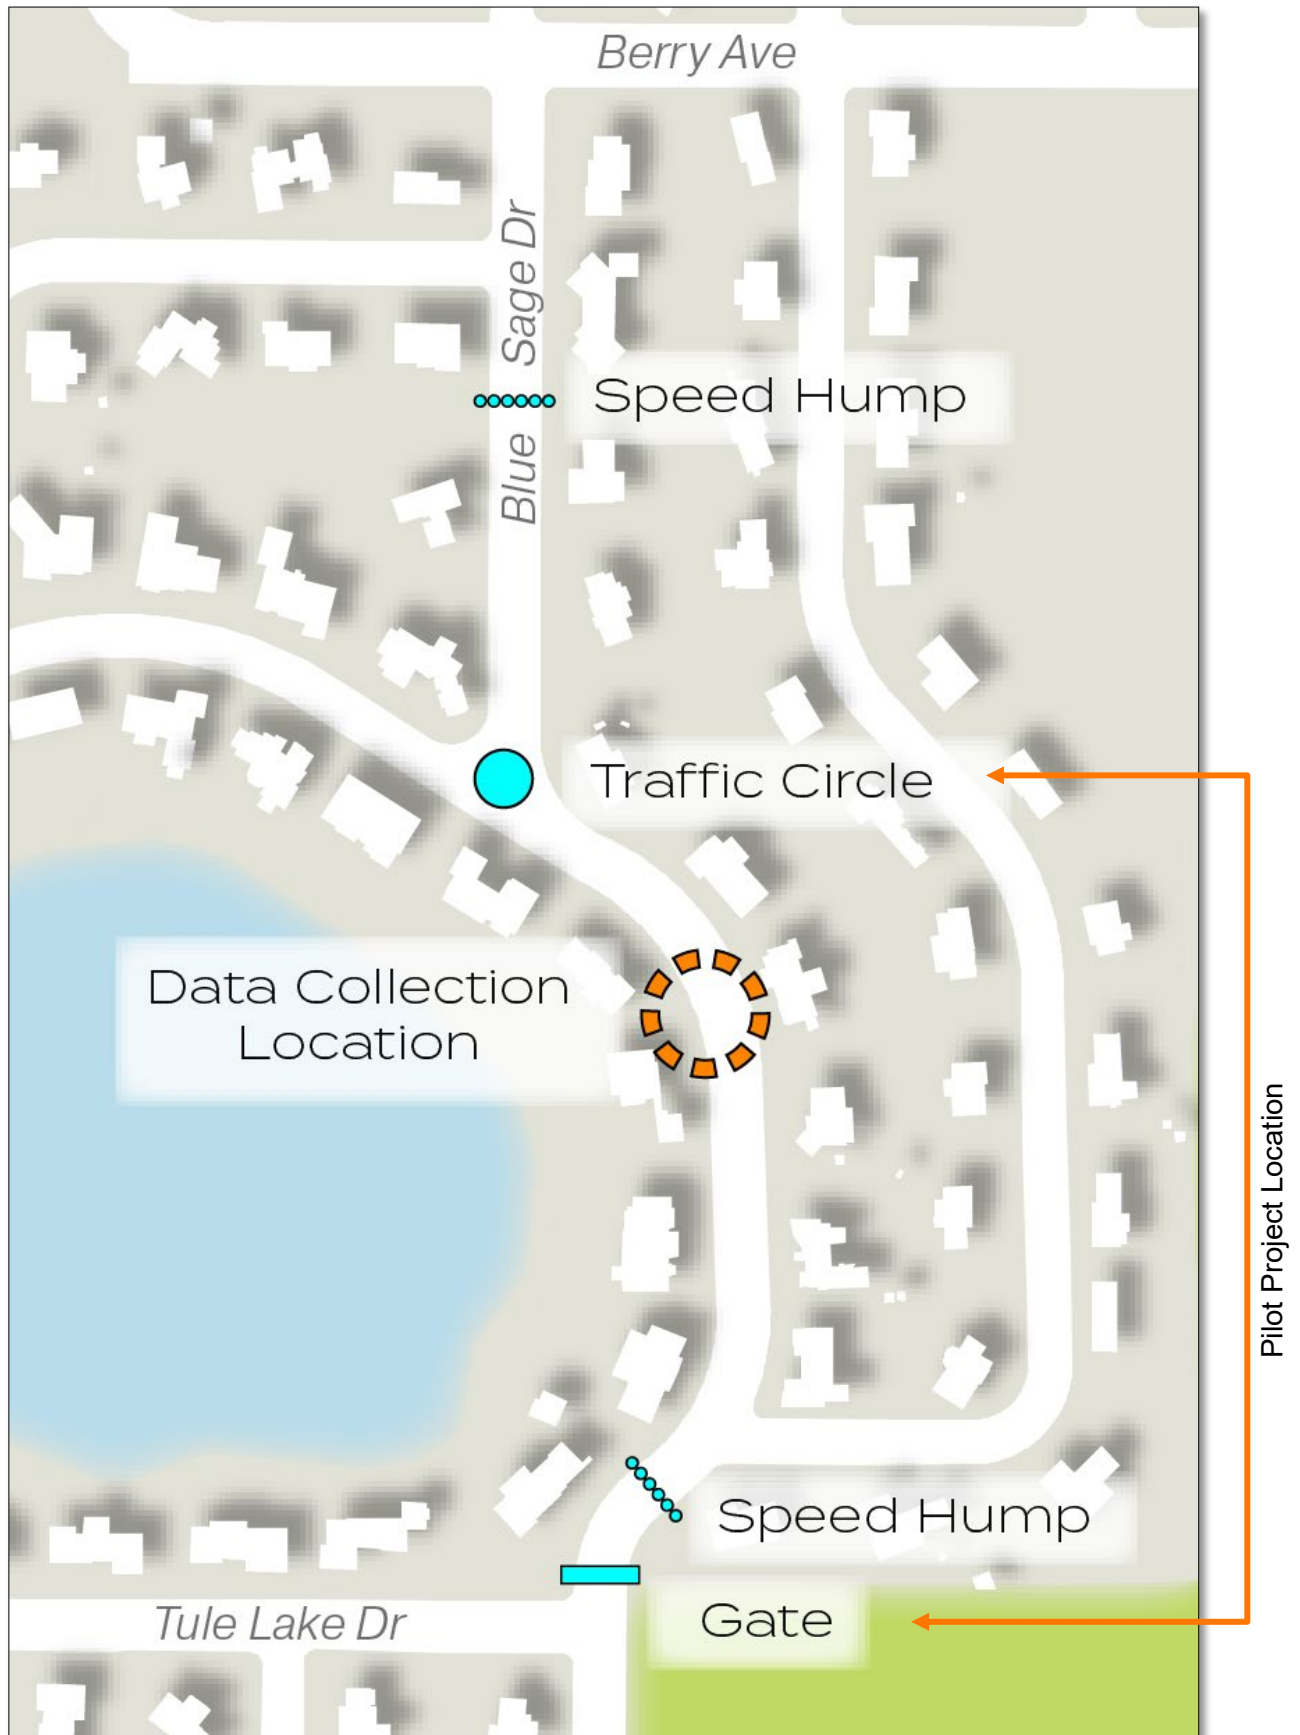 Berry Ave
Blue Sage Dr
Speed Hump
Traffic Circle
Data Collection
Location
Pilot Project Location
Speed Hump
Gate
Tule Lake Dr